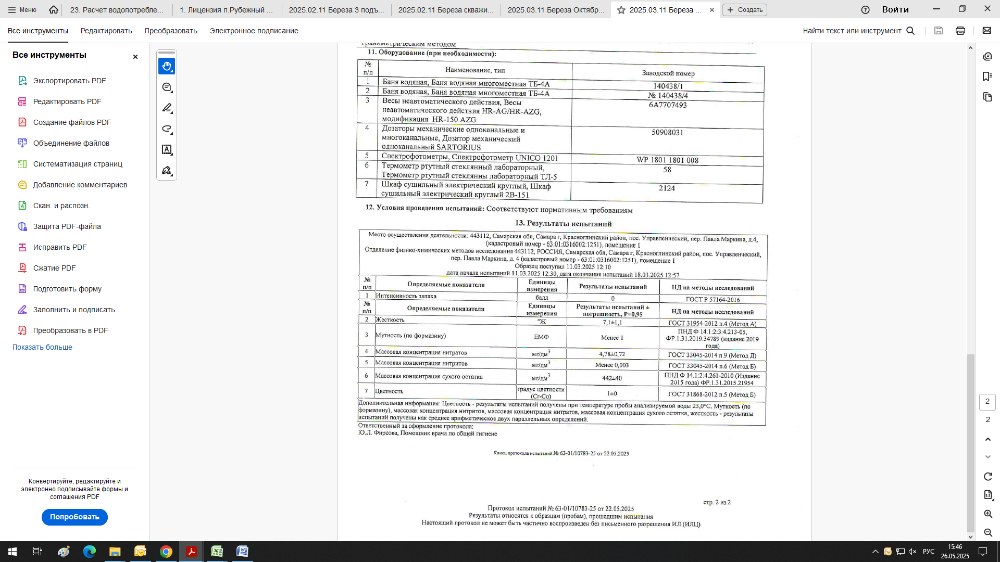 Меню
23. Расчет водопотребле...
1. Лицензия п.Рубежный ...
2025.02.11 Береза 3 подъ...
2025.02.11 Береза скважи...
2025.03.11 Береза Октябр...
2025.03.11 Береза ...
Создать
Войти
Все инструменты
Редактировать
Преобразовать
Электронное подписание
Найти текст или инструмент
Все инструменты
Экспортировать PDF
Редактировать PDF
Создание файлов PDF
Объединение файлов
Систематизация страниц
Добавление комментариев
Скан. и распозн.
Защита PDF-файла
Исправить PDF
Сжатие PDF
Подготовить форму
Заполнить и подписать
Преобразовать в PDF
Показать больше
Конвертируйте, редактируйте и
электронно подписывайте формы и
соглашения PDF
Попробовать
гравиметрическим методом
11. Оборудование (при необходимости):
№ п/п Наименование, тип Заводской номер
1 Баня водяная, Баня водяная многоместная ТБ-4А 140438/1
2 Баня водяная, Баня водяная многоместная ТБ-4А № 140438/4
3 Весы неавтоматического действия, Весы 6А7707493
неавтоматического действия HR-AG/HR-AZG,
модификация HR-150 AZG
4 Дозаторы механические одноканальные и 50908031
многоканальные, Дозатор механический
одноканальный SARTORIUS
5 Спектрофотометры, Спектрофотометр UNICO 1201 WP 1801 1801 008
6 Термометр ртутный стеклянный лабораторный, 58
Термометр ртутный стеклянны лабораторный ТЛ-5
7 Шкаф сушильный электрический круглый, Шкаф 2124
сушильный электрический круглый 2В-151
12. Условия проведения испытаний: Соответствуют нормативным требованиям
13. Результаты испытаний
Место осуществления деятельности: 443112, Самарская обл, Самара г, Красноглинский район, пос. Управленческий, пер. Павла Маркина, д.4,
(кадастровый номер - 63:01:0316002:1251), помещение 1
Отделение физико-химических методов исследования 443112, РОССИЯ, Самарская обл, Самара г, Красноглинский район, пос. Управленческий,
пер. Павла Маркина, д. 4 (кадастровый номер - 63:01:0316002:1251), помещение 1
Образец поступил 11.03.2025 12:10
дата начала испытаний 11.03.2025 12:30, дата окончания испытаний 18.03.2025 12:57
№ п/п Определяемые показатели Единицы измерения Результаты испытаний НД на методы исследований
1 Интенсивность запаха балл 0 ГОСТ Р 57164-2016
№ п/п Определяемые показатели Единицы измерения Результаты испытаний ± погрешность, Р=0,95 НД на методы исследований
2 Жесткость °Ж 7,1±1,1 ГОСТ 31954-2012 п.4 (Метод А)
3 Мутность (по формазину) ЕМФ Менее 1 ПНД Ф 14.1:2:3:4.213-05, ФР.1.31.2019.34789 (издание 2019 года)
4 Массовая концентрация нитратов мг/дм³ 4,78±0,72 ГОСТ 33045-2014 п.9 (Метод Д)
5 Массовая концентрация нитритов мг/дм³ Менее 0,003 ГОСТ 33045-2014 п.6 (Метод Б)
6 Массовая концентрация сухого остатка мг/дм³ 442±40 ПНД Ф 14.1:2:4.261-2010 (Издание 2015 года) ФР.1.31.2015.21954
7 Цветность градус цветности (Cr-Co) 1±0 ГОСТ 31868-2012 п.5 (Метод Б)
Дополнительная информация: Цветность - результаты испытаний получены при температуре пробы анализируемой воды 23,0°С. Мутность (по
формазину), массовая концентрация нитритов, массовая концентрация нитратов, массовая концентрация сухого остатка, жесткость - результаты
испытаний получены как среднее арифметическое двух параллельных определений.
Ответственный за оформление протокола:
Ю.Л. Фирсова, Помощник врача по общей гигиене
Конец протокола испытаний № 63-01/10783-25 от 22.05.2025
стр. 2 из 2
Протокол испытаний № 63-01/10783-25 от 22.05.2025
Результаты относятся к образцам (пробам), прошедшим испытания
Настоящий протокол не может быть частично воспроизведен без письменного разрешения ИЛ (ИЛЦ)
2
2
РУС
15:46
26.05.2025